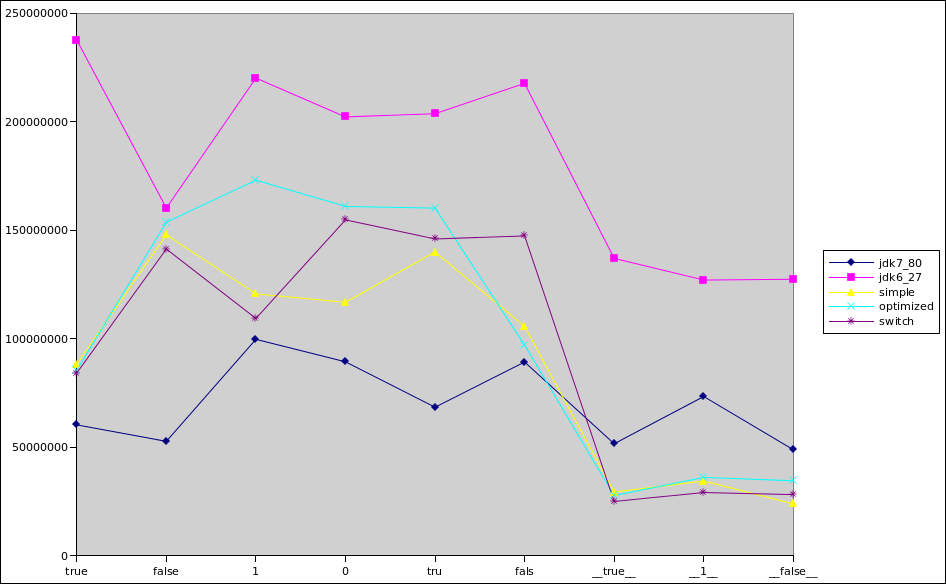 250000000
200000000
150000000
100000000
50000000
0
true false 1 0 tru fals __true__ __1__ __false__
jdk7_80
jdk6_27
simple
optimized
switch